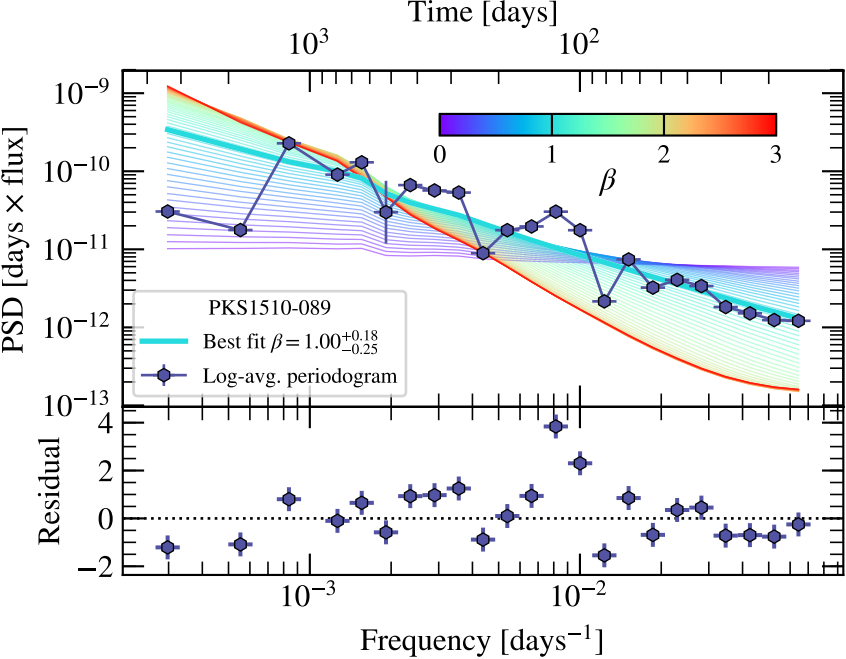 Time [days]
10³ 10²
10⁻⁹
10⁻¹⁰
10⁻¹¹
10⁻¹²
10⁻¹³
PSD [days × flux]
0 1 2 3
β
PKS1510-089
Best fit β = 1.00⁺⁰·¹⁸₋₀.₂₅
Log-avg. periodogram
4
2
0
−2
Residual
10⁻³ 10⁻²
Frequency [days⁻¹]